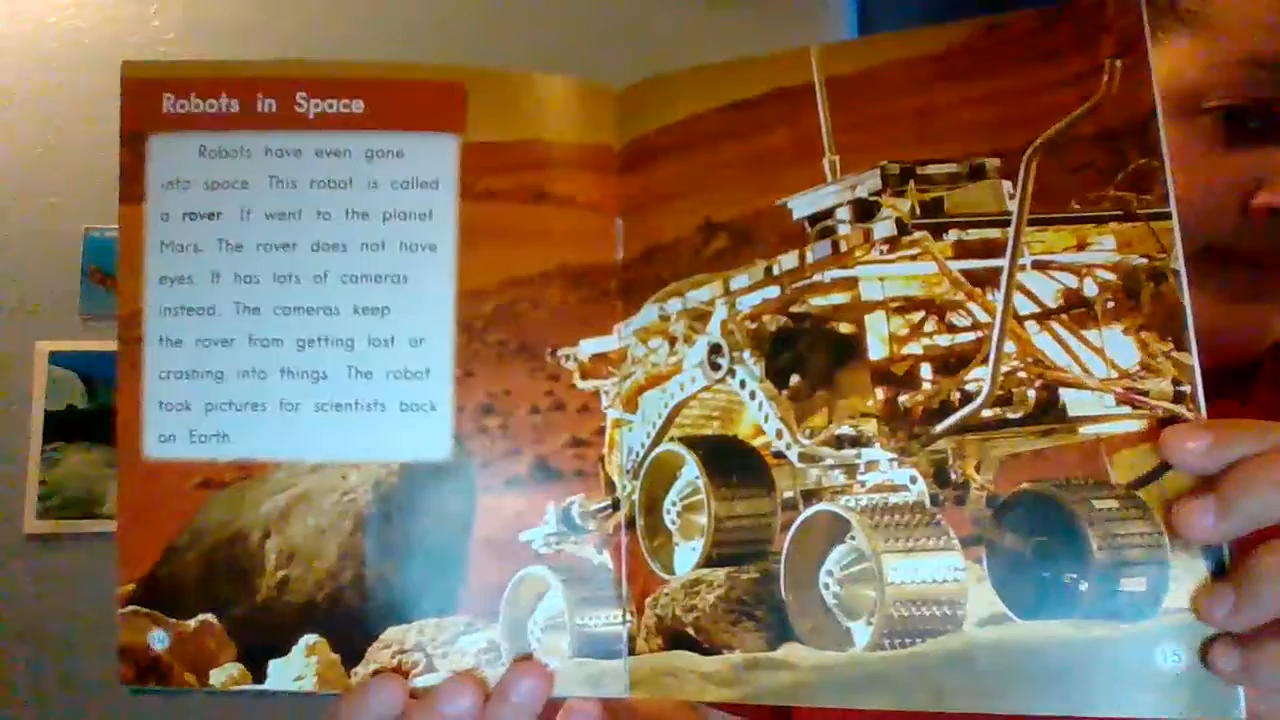 Robots in Space
Robots have even gone
into space. This robot is called
a rover. It went to the planet
Mars. The rover does not have
eyes. It has lots of cameras
instead. The cameras keep
the rover from getting lost or
crashing into things. The robot
took pictures for scientists back
on Earth.
14
15